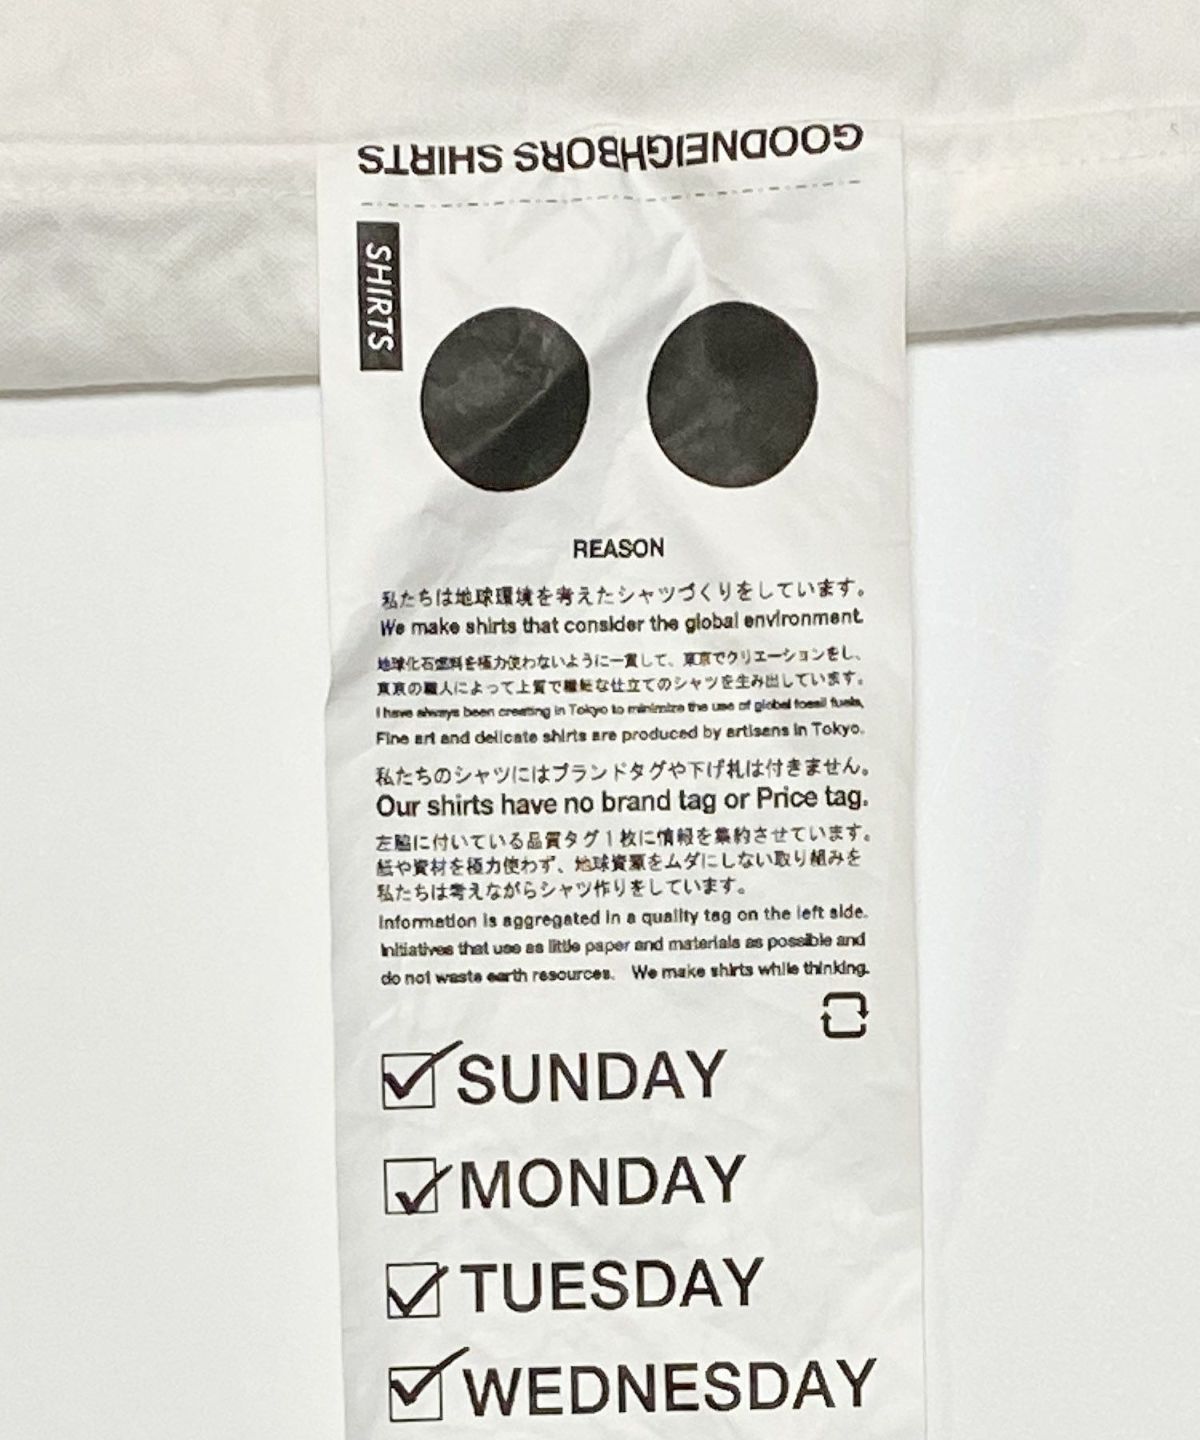 GOODNEIGHBORS SHIRTS
SHIRTS
REASON
私たちは地球環境を考えたシャツづくりをしています。
We make shirts that consider the global environment.
地球化石燃料を極力使わないように一貫して、東京でクリエーションをし、
東京の職人によって上質で繊細な仕立てのシャツを生み出しています。
I have always been creating in Tokyo to minimize the use of global fossil fuels,
Fine art and delicate shirts are produced by artisans in Tokyo.
私たちのシャツにはブランドタグや下げ札は付きません。
Our shirts have no brand tag or Price tag.
左脇に付いている品質タグ1枚に情報を集約させています。
紙や資材を極力使わず、地球資源をムダにしない取り組みを
私たちは考えながらシャツ作りをしています。
Information is aggregated in a quality tag on the left side.
Initiatives that use as little paper and materials as possible and
do not waste earth resources. We make shirts while thinking.
SUNDAY
MONDAY
TUESDAY
WEDNESDAY